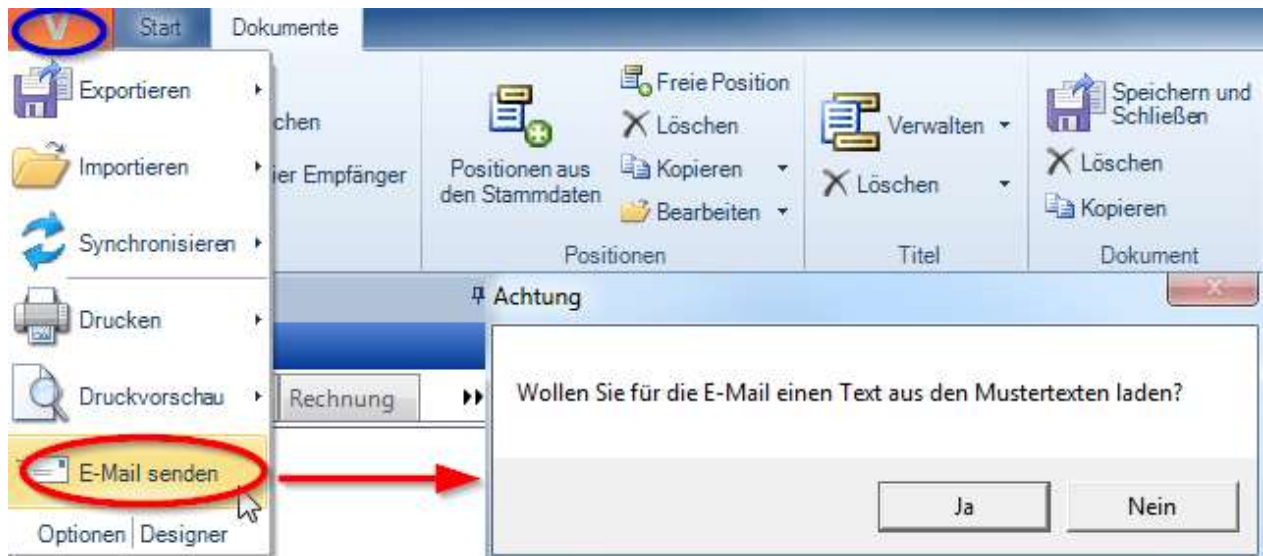 V
Start
Dokumente
Exportieren
Importieren
Synchronisieren
Drucken
Druckvorschau
E-Mail senden
Optionen
Designer
chen
ier Empfänger
Positionen aus
den Stammdaten
Freie Position
Löschen
Kopieren
Bearbeiten
Positionen
Verwalten
Löschen
Titel
Speichern und
Schließen
Löschen
Kopieren
Dokument
Rechnung
Achtung
Wollen Sie für die E-Mail einen Text aus den Mustertexten laden?
Ja
Nein